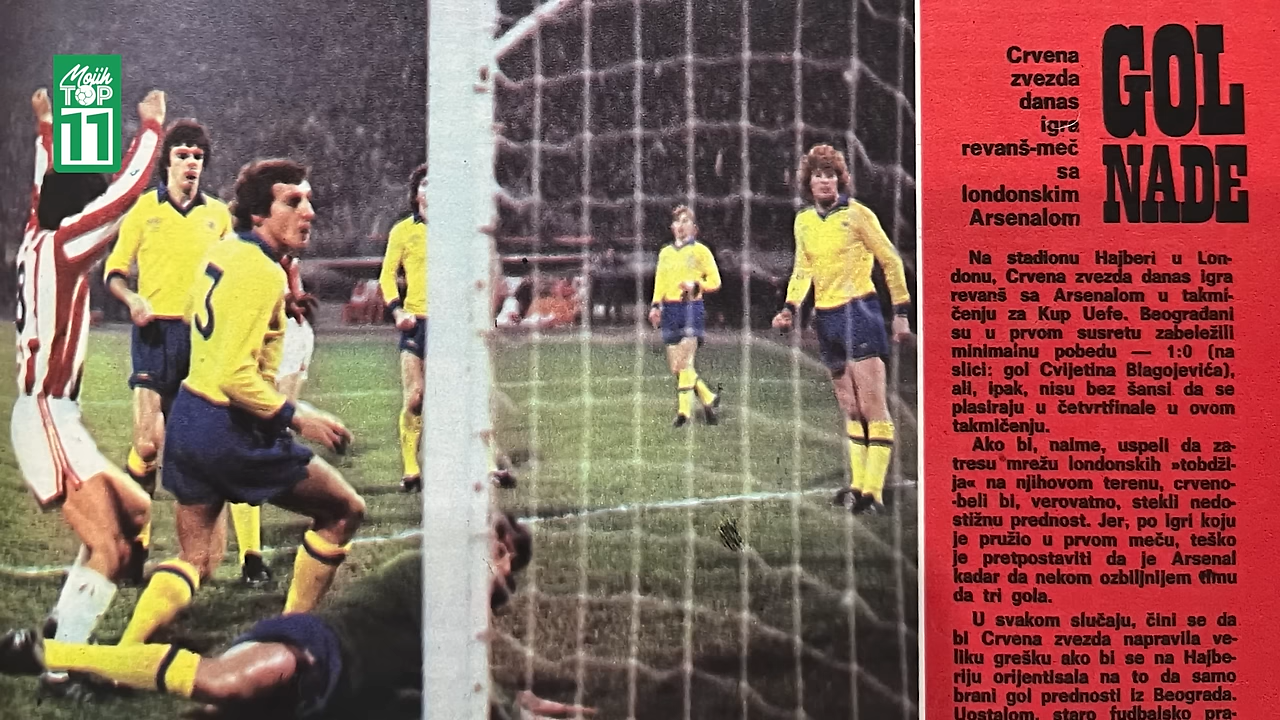 Mojih
TOP
11
3
Crvena
zvezda
danas
igra
revanš-meč
sa
londonskim
Arsenalom
GOL
NADE
Na stadionu Hajberi u Lon-
donu, Crvena zvezda danas igra
revanš sa Arsenalom u takmi-
čenju za Kup Uefe. Beograđani
su u prvom susretu zabeležili
minimalnu pobedu — 1:0 (na
slici: gol Cvijetina Blagojevića),
ali, ipak, nisu bez šansi da se
plasiraju u četvrtfinale u ovom
takmičenju.
Ako bi, naime, uspeli da za-
tresu mrežu londonskih »tobdži-
ja« na njihovom terenu, crveno-
-beli bi, verovatno, stekli nedo-
stižnu prednost. Jer, po igri koju
je pružio u prvom meču, teško
je pretpostaviti da je Arsenal
kadar da nekom ozbiljnijem timu
da tri gola.
U svakom slučaju, čini se da
bi Crvena zvezda napravila ve-
liku grešku ako bi se na Hajbe-
riju orijentisala na to da samo
brani gol prednosti iz Beograda.
Uostalom, staro fudbalsko pra-